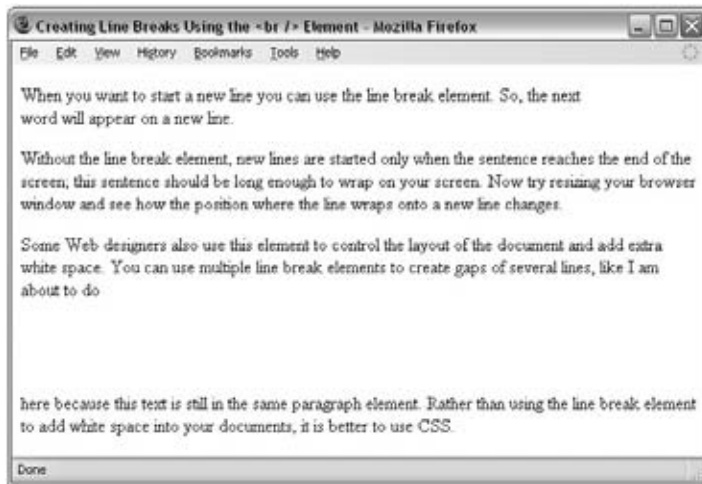 Creating Line Breaks Using the <br /> Element - Mozilla Firefox
File Edit View History Bookmarks Tools Help
When you want to start a new line you can use the line break element. So, the next
word will appear on a new line.
Without the line break element, new lines are started only when the sentence reaches the end of the
screen; this sentence should be long enough to wrap on your screen. Now try resizing your browser
window and see how the position where the line wraps onto a new line changes.
Some Web designers also use this element to control the layout of the document and add extra
white space. You can use multiple line break elements to create gaps of several lines, like I am
about to do
here because this text is still in the same paragraph element. Rather than using the line break element
to add white space into your documents, it is better to use CSS.
Done